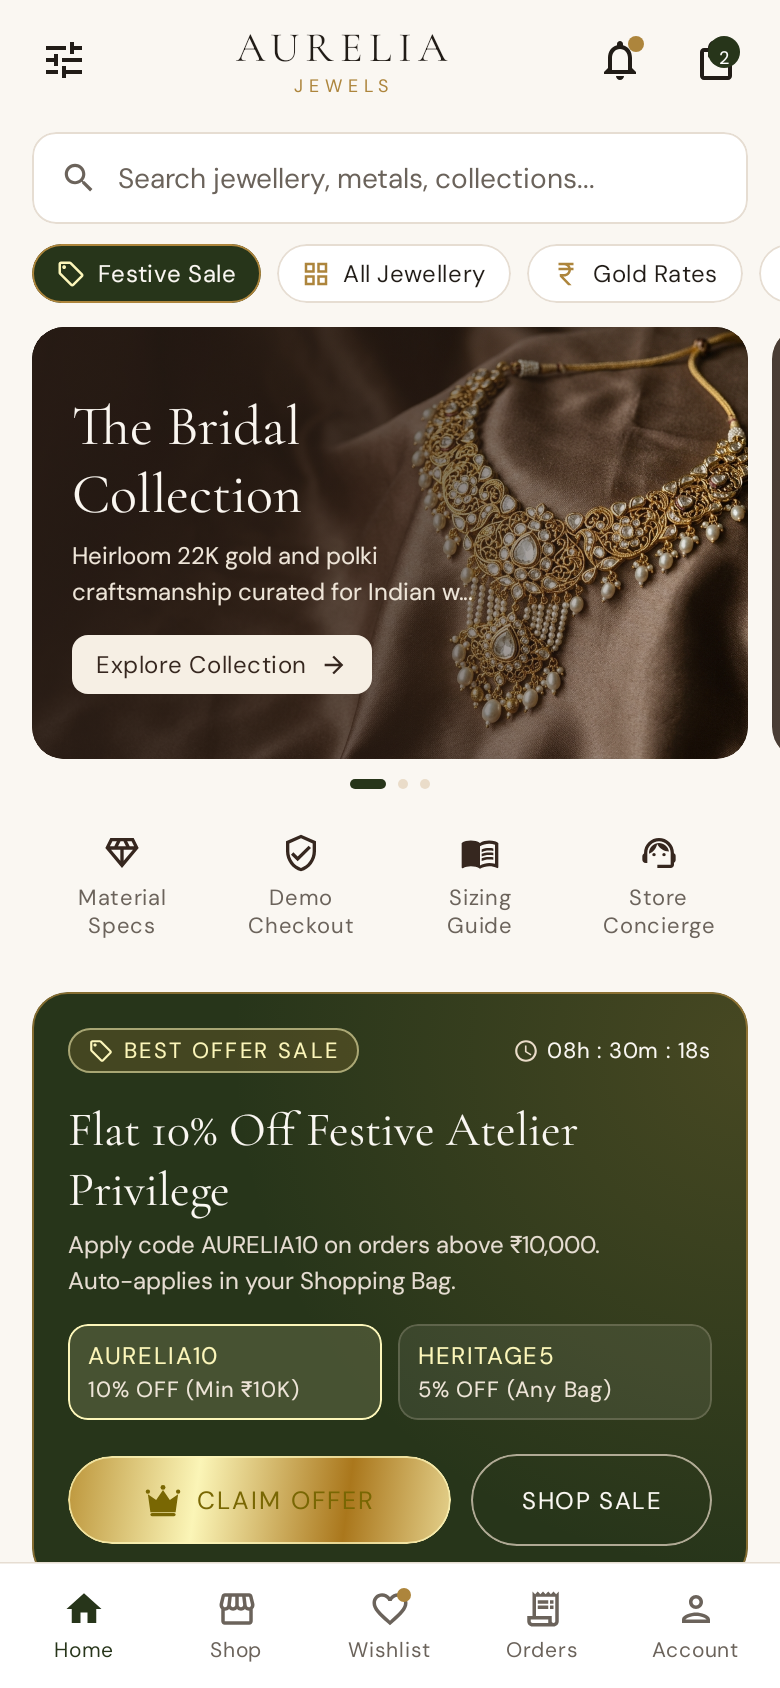 AURELIA
JEWELS
2
Search jewellery, metals, collections...
Festive Sale
All Jewellery
₹ Gold Rates
The Bridal
Collection
Heirloom 22K gold and polki
craftsmanship curated for Indian w...
Explore Collection
Material
Specs
Demo
Checkout
Sizing
Guide
Store
Concierge
BEST OFFER SALE
08h : 30m : 18s
Flat 10% Off Festive Atelier
Privilege
Apply code AURELIA10 on orders above ₹10,000.
Auto-applies in your Shopping Bag.
AURELIA10
10% OFF (Min ₹10K)
HERITAGE5
5% OFF (Any Bag)
CLAIM OFFER
SHOP SALE
Home
Shop
Wishlist
Orders
Account